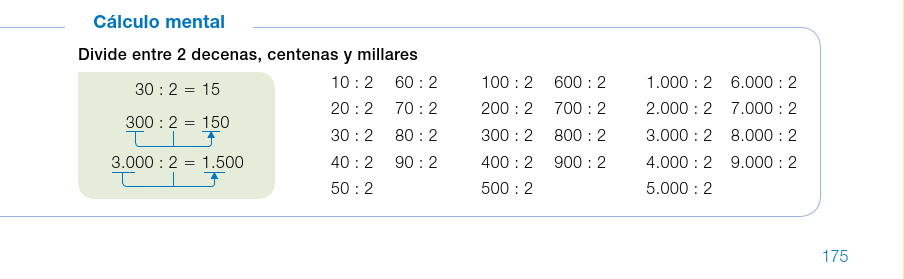 Cálculo mental
Divide entre 2 decenas, centenas y millares
30 : 2 = 15
300 : 2 = 150
3.000 : 2 = 1.500
10 : 2 60 : 2
20 : 2 70 : 2
30 : 2 80 : 2
40 : 2 90 : 2
50 : 2
100 : 2 600 : 2
200 : 2 700 : 2
300 : 2 800 : 2
400 : 2 900 : 2
500 : 2
1.000 : 2 6.000 : 2
2.000 : 2 7.000 : 2
3.000 : 2 8.000 : 2
4.000 : 2 9.000 : 2
5.000 : 2
175